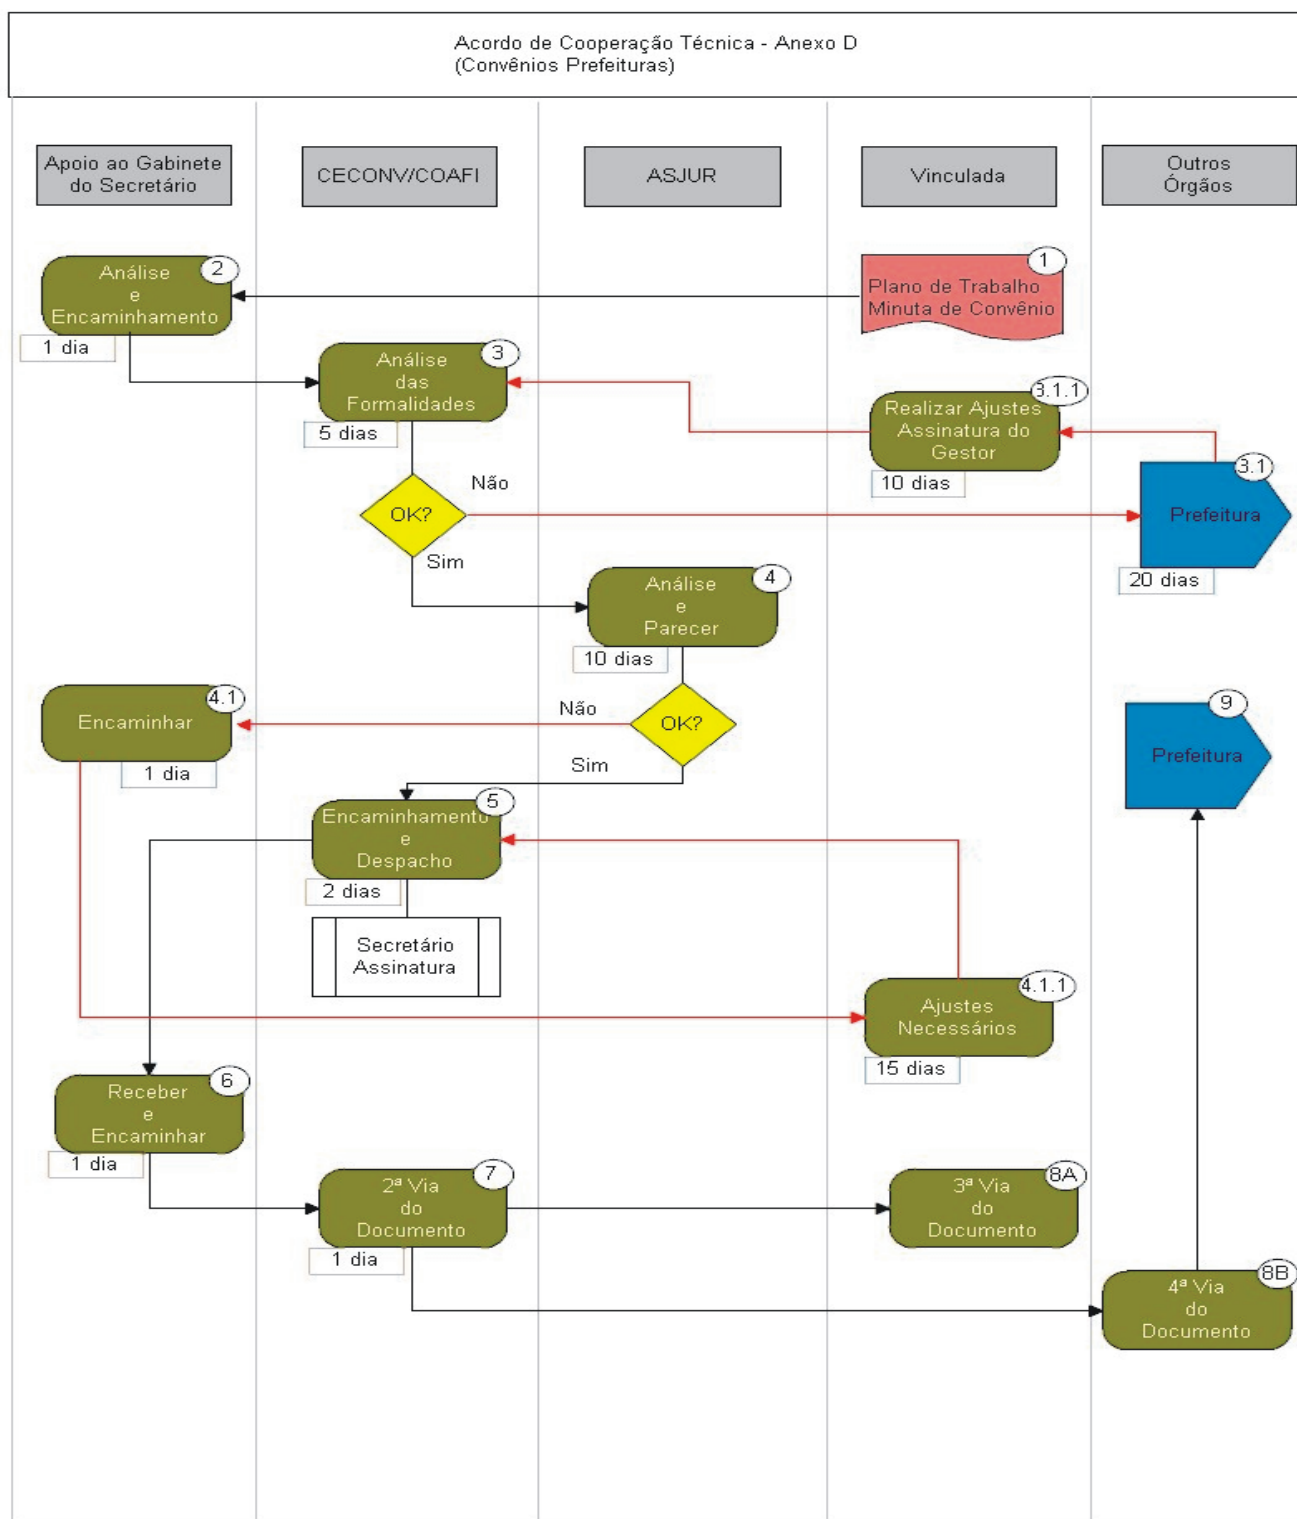 Acordo de Cooperação Técnica - Anexo D
(Convênios Prefeituras)
Apoio ao Gabinete
do Secretário
CECONV/COAFI
ASJUR
Vinculada
Outros
Órgãos
2
Análise
e
Encaminhamento
1 dia
1
Plano de Trabalho
Minuta de Convênio
3
Análise
das
Formalidades
5 dias
3.1.1
Realizar Ajustes
Assinatura do
Gestor
10 dias
3.1
Prefeitura
20 dias
OK?
Não
Sim
4
Análise
e
Parecer
10 dias
4.1
Encaminhar
1 dia
Não
OK?
Sim
9
Prefeitura
5
Encaminhamento
e
Despacho
2 dias
Secretário
Assinatura
4.1.1
Ajustes
Necessários
15 dias
6
Receber
e
Encaminhar
1 dia
7
2ª Via
do
Documento
1 dia
8A
3ª Via
do
Documento
8B
4ª Via
do
Documento